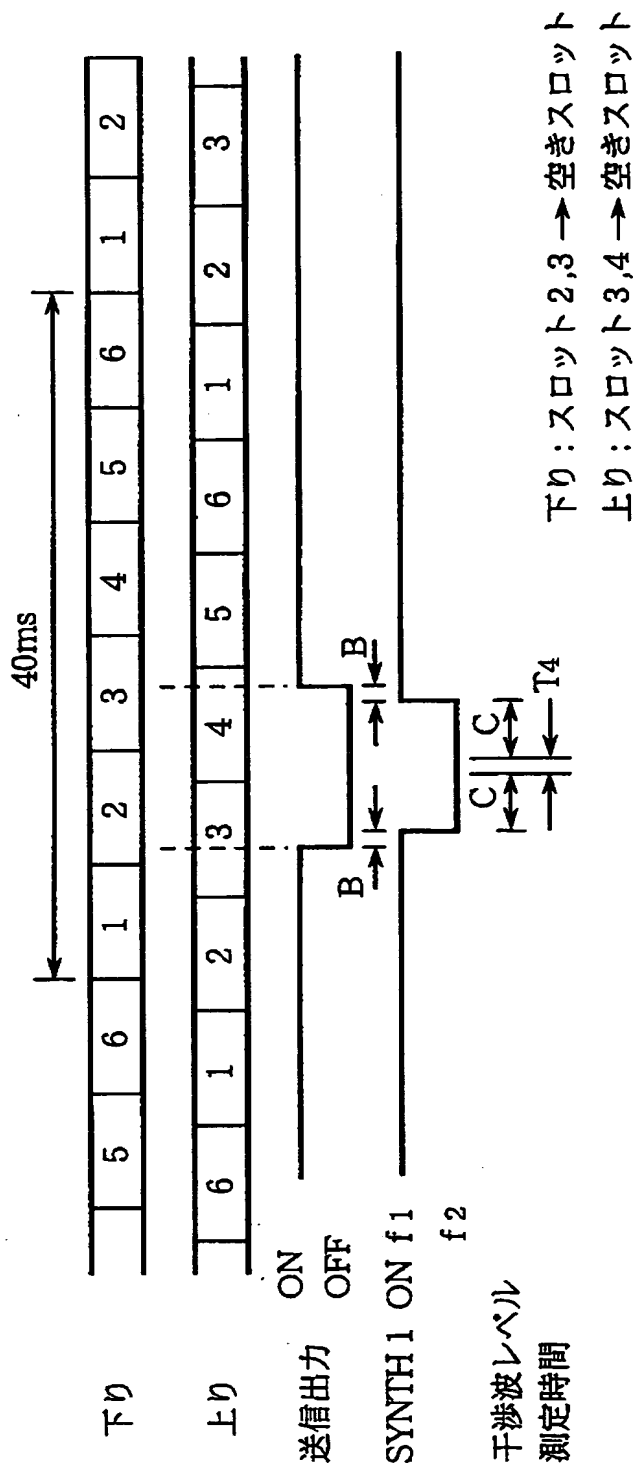 40ms
下り 5 6 1 2 3 4 5 6 1 2
上り 6 1 2 3 4 5 6 1 2 3
送信出力 ON
OFF
B B
SYNTH1 ON f1
f2
C C
T4
干渉波レベル
測定時間
下り：スロット2,3→空きスロット
上り：スロット3,4→空きスロット